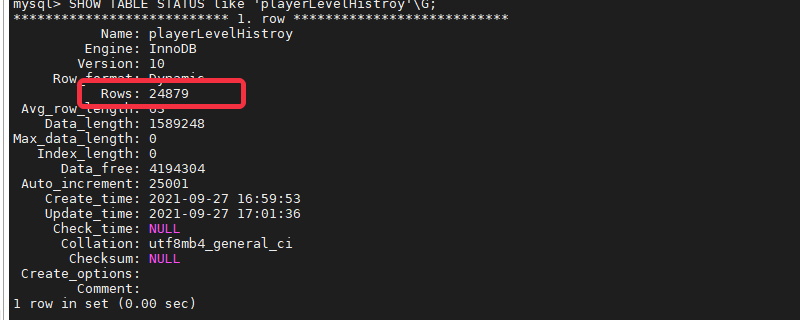 mysql> SHOW TABLE STATUS like 'playerLevelHistroy'\G;
*************************** 1. row ***************************
Name: playerLevelHistroy
Engine: InnoDB
Version: 10
Row_format: Dynamic
Rows: 24879
Avg_row_length: 63
Data_length: 1589248
Max_data_length: 0
Index_length: 0
Data_free: 4194304
Auto_increment: 25001
Create_time: 2021-09-27 16:59:53
Update_time: 2021-09-27 17:01:36
Check_time: NULL
Collation: utf8mb4_general_ci
Checksum: NULL
Create_options:
Comment:
1 row in set (0.00 sec)